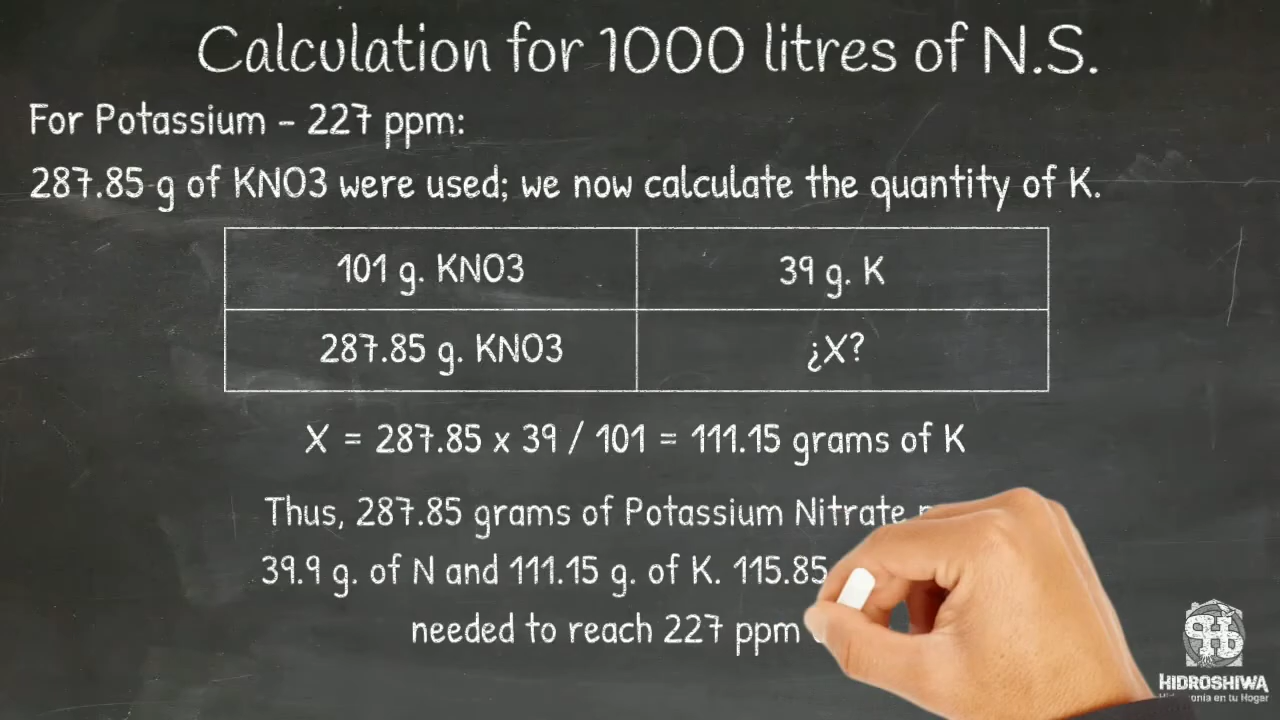 Calculation for 1000 litres of N.S.
For Potassium - 227 ppm:
287.85 g of KNO3 were used; we now calculate the quantity of K.
101 g. KNO3
39 g. K
287.85 g. KNO3
¿X?
X = 287.85 x 39 / 101 = 111.15 grams of K
Thus, 287.85 grams of Potassium Nitrate
39.9 g. of N and 111.15 g. of K. 115.85
needed to reach 227 ppm
HIDROSHIWA
en tu Hogar